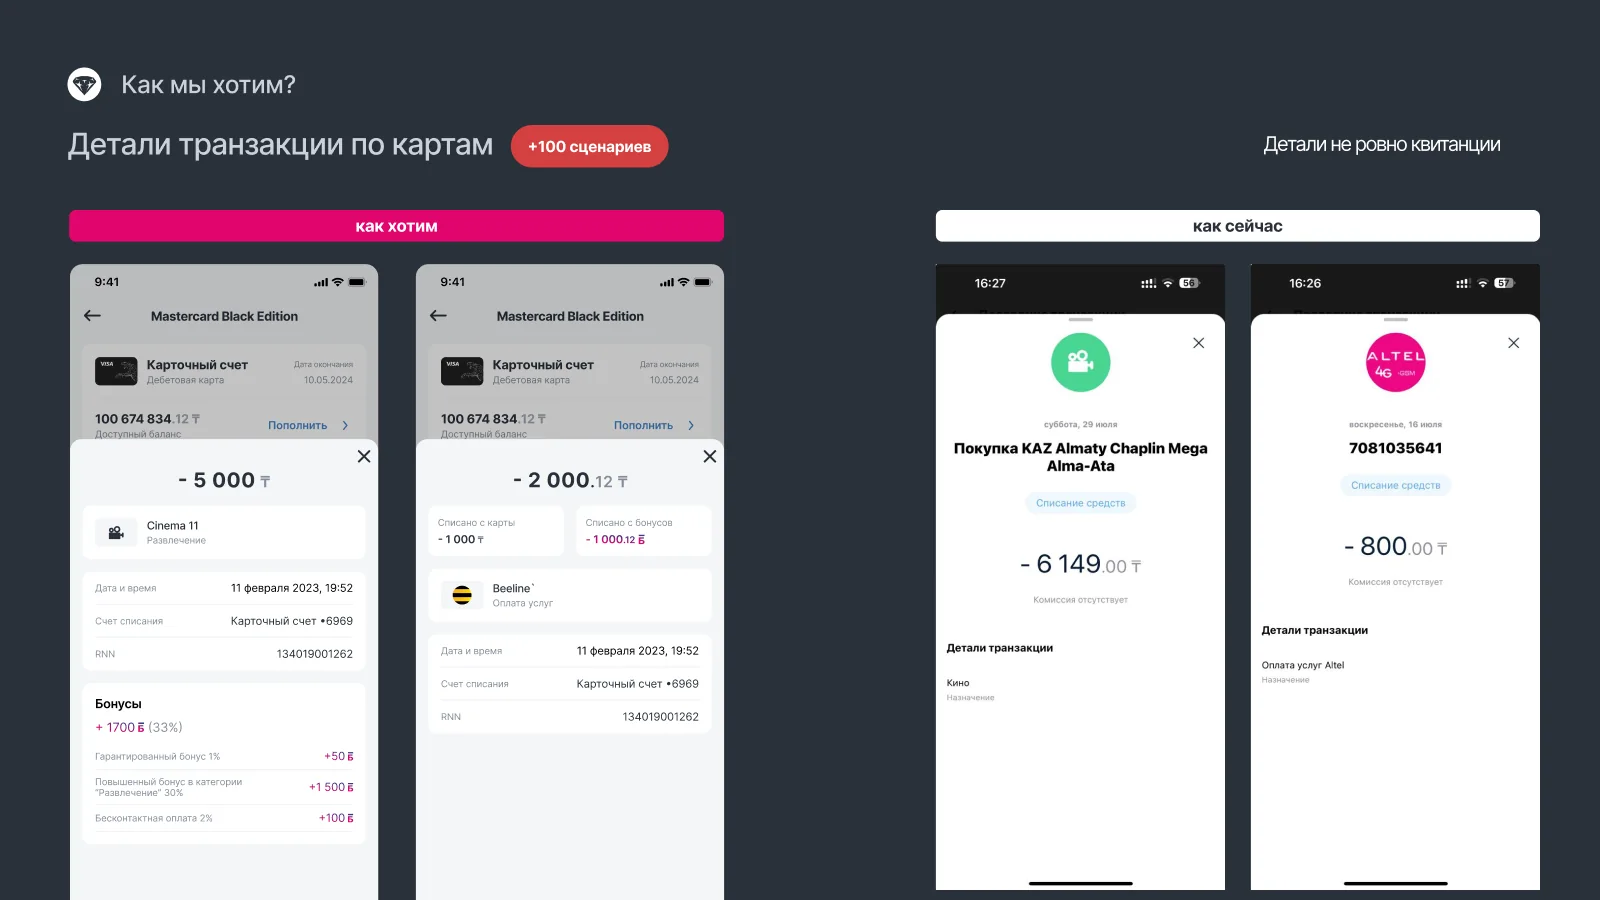 Как мы хотим?
Детали транзакции по картам
+100 сценариев
Детали не ровно квитанции
как хотим
9:41
Mastercard Black Edition
VISA
Карточный счет
Дебетовая карта
Дата окончания
10.05.2024
100 674 834.12 ₸
Доступный баланс
Пополнить
- 5 000 ₸
Cinema 11
Развлечение
Дата и время
11 февраля 2023, 19:52
Счет списания
Карточный счет •6969
RNN
134019001262
Бонусы
+ 1700 Б (33%)
Гарантированный бонус 1%
+50 Б
Повышенный бонус в категории
"Развлечение" 30%
+1 500 Б
Бесконтактная оплата 2%
+100 Б
9:41
Mastercard Black Edition
VISA
Карточный счет
Дебетовая карта
Дата окончания
10.05.2024
100 674 834.12 ₸
Доступный баланс
Пополнить
- 2 000.12 ₸
Списано с карты
- 1 000 ₸
Списано с бонусов
- 1 000.12 Б
Beeline`
Оплата услуг
Дата и время
11 февраля 2023, 19:52
Счет списания
Карточный счет •6969
RNN
134019001262
как сейчас
16:27
56
суббота, 29 июля
Покупка KAZ Almaty Chaplin Mega
Alma-Ata
Списание средств
- 6 149.00 ₸
Комиссия отсутствует
Детали транзакции
Кино
Назначение
16:26
57
ALTEL
4G -GSM
воскресенье, 16 июля
7081035641
Списание средств
- 800.00 ₸
Комиссия отсутствует
Детали транзакции
Оплата услуг Altel
Назначение